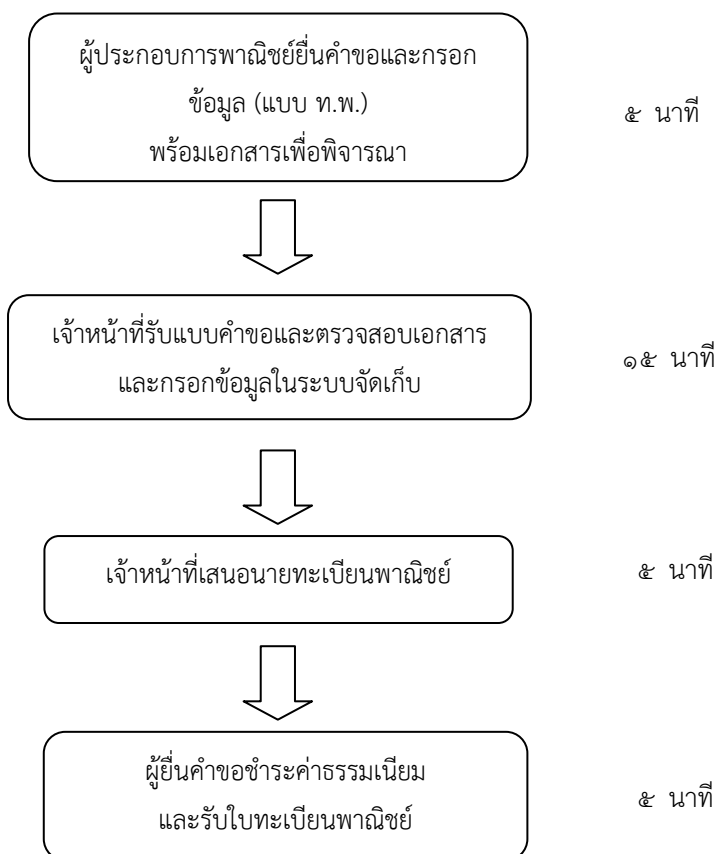 ผู้ประกอบการพาณิชย์ยื่นคำขอและกรอก
ข้อมูล (แบบ ท.พ.)
พร้อมเอกสารเพื่อพิจารณา
๕ นาที
เจ้าหน้าที่รับแบบคำขอและตรวจสอบเอกสาร
และกรอกข้อมูลในระบบจัดเก็บ
๑๕ นาที
เจ้าหน้าที่เสนอนายทะเบียนพาณิชย์
๕ นาที
ผู้ยื่นคำขอชำระค่าธรรมเนียม
และรับใบทะเบียนพาณิชย์
๕ นาที